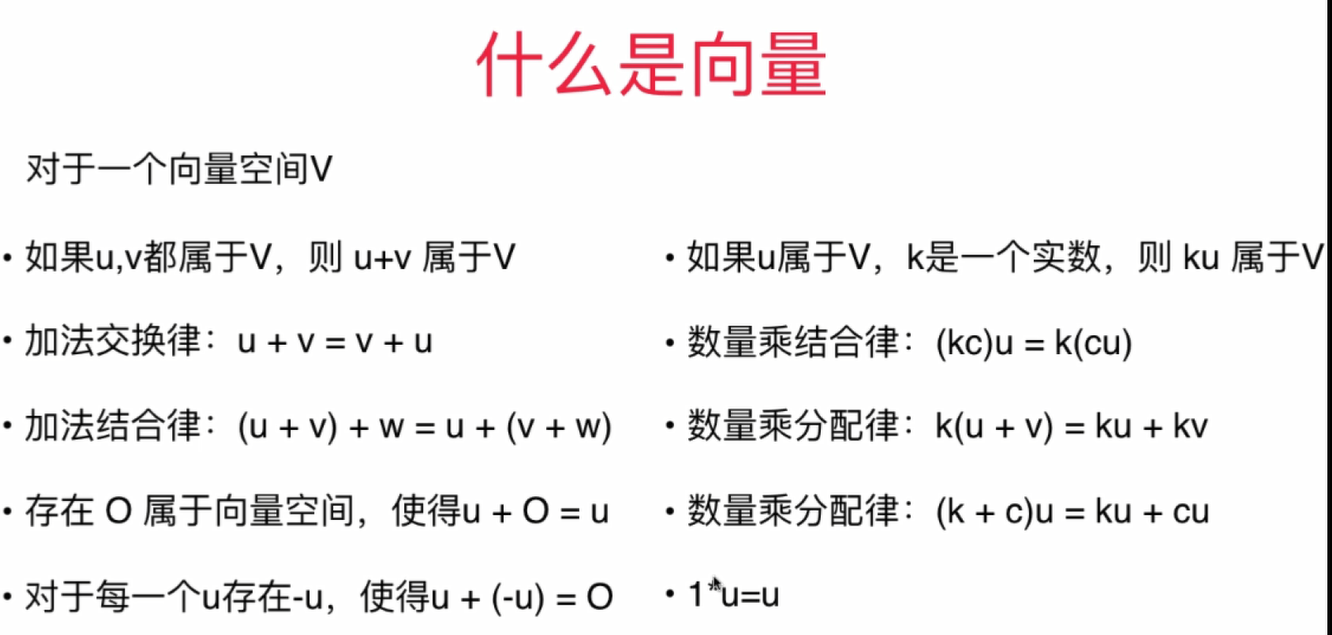 什么是向量
对于一个向量空间V
• 如果u,v都属于V，则 u+v 属于V
• 加法交换律：u + v = v + u
• 加法结合律：(u + v) + w = u + (v + w)
• 存在 O 属于向量空间，使得u + O = u
• 对于每一个u存在-u，使得u + (-u) = O
• 如果u属于V，k是一个实数，则 ku 属于V
• 数量乘结合律：(kc)u = k(cu)
• 数量乘分配律：k(u + v) = ku + kv
• 数量乘分配律：(k + c)u = ku + cu
• 1*u=u